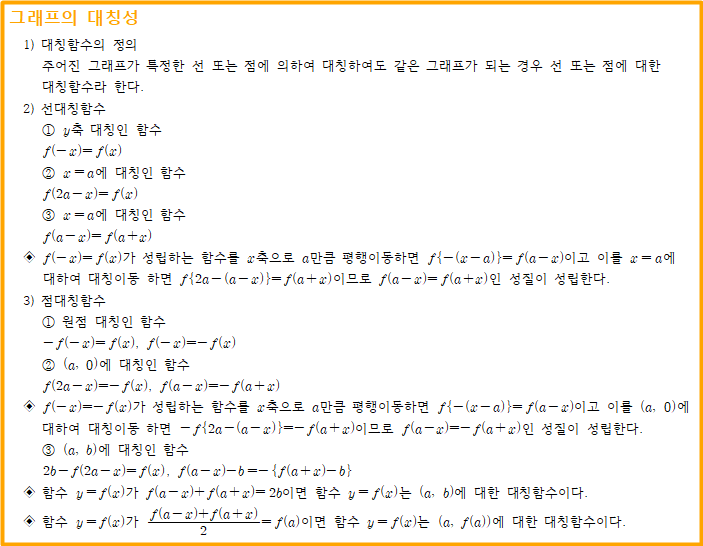 그래프의 대칭성
1) 대칭함수의 정의
주어진 그래프가 특정한 선 또는 점에 의하여 대칭하여도 같은 그래프가 되는 경우 선 또는 점에 대한
대칭함수라 한다.
2) 선대칭함수
① y축 대칭인 함수
f(-x)=f(x)
② x=a에 대칭인 함수
f(2a-x)=f(x)
③ x=a에 대칭인 함수
f(a-x)=f(a+x)
◈ f(-x)=f(x)가 성립하는 함수를 x축으로 a만큼 평행이동하면 f{-(x-a)}=f(a-x)이고 이를 x=a에
대하여 대칭이동 하면 f{2a-(a-x)}=f(a+x)이므로 f(a-x)=f(a+x)인 성질이 성립한다.
3) 점대칭함수
① 원점 대칭인 함수
-f(-x)=f(x), f(-x)=-f(x)
② (a, 0)에 대칭인 함수
f(2a-x)=-f(x), f(a-x)=-f(a+x)
◈ f(-x)=-f(x)가 성립하는 함수를 x축으로 a만큼 평행이동하면 f{-(x-a)}=f(a-x)이고 이를 (a, 0)에
대하여 대칭이동 하면 -f{2a-(a-x)}=-f(a+x)이므로 f(a-x)=-f(a+x)인 성질이 성립한다.
③ (a, b)에 대칭인 함수
2b-f(2a-x)=f(x), f(a-x)-b=-{f(a+x)-b}
◈ 함수 y=f(x)가 f(a-x)+f(a+x)=2b이면 함수 y=f(x)는 (a, b)에 대한 대칭함수이다.
◈ 함수 y=f(x)가 \frac{f(a-x)+f(a+x)}{2}=f(a)이면 함수 y=f(x)는 (a, f(a))에 대한 대칭함수이다.